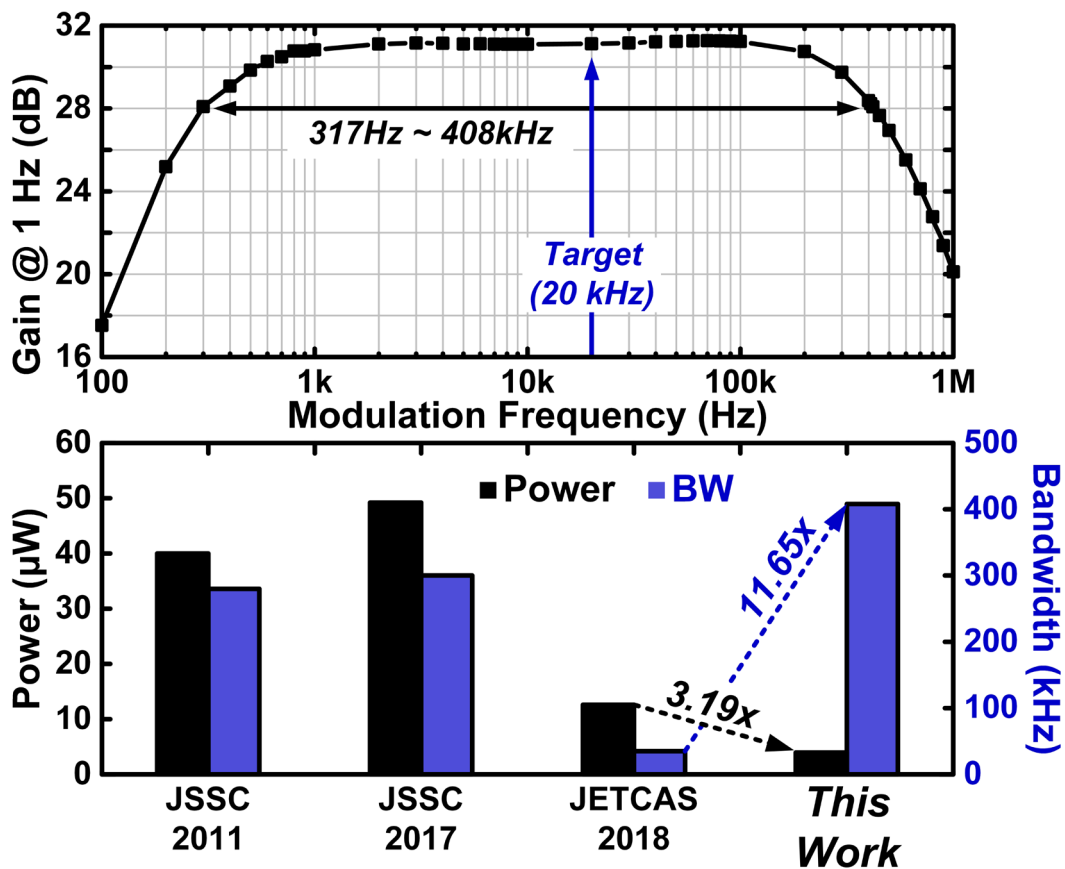 Gain @ 1 Hz (dB)
32
28
24
20
16
317Hz ~ 408kHz
Target
(20 kHz)
100
1k
10k
100k
1M
Modulation Frequency (Hz)
Power (µW)
60
50
40
30
20
10
0
Power
BW
11.65x
3.19x
500
400
300
200
100
0
Bandwidth (kHz)
JSSC
2011
JSSC
2017
JETCAS
2018
This
Work